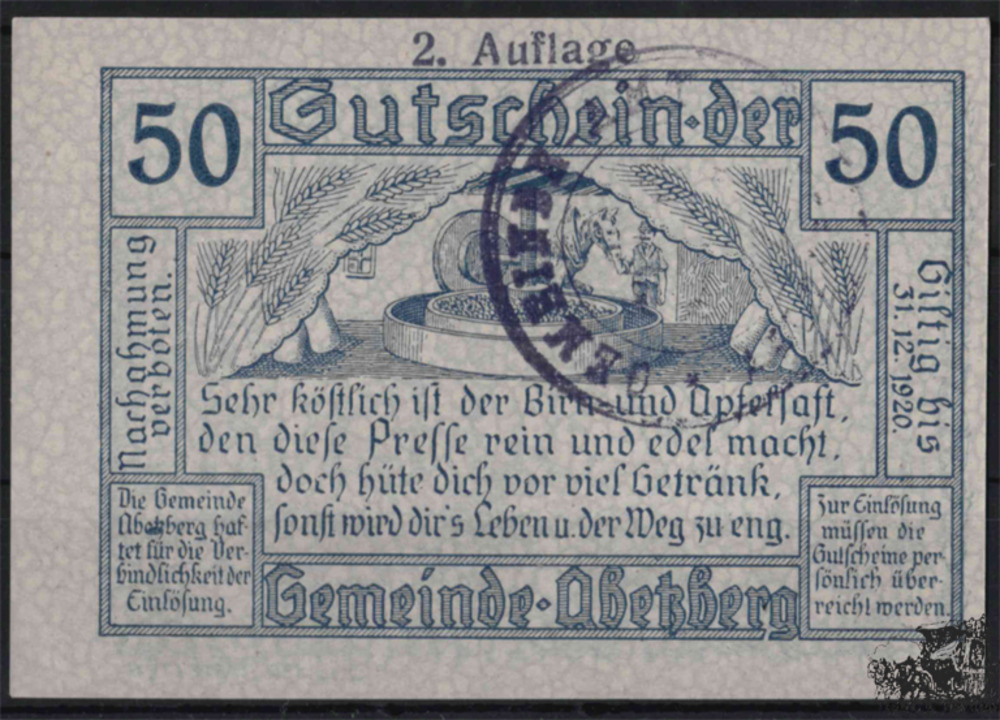 2. Auflage
50
Gutschein·der
50
Nachahmung
verboten.
Giltig bis
31.12.1920.
Sehr köſtlich iſt der Birn-und Apfelſaft,
den dieſe Preſſe rein und edel macht,
doch hüte dich vor viel Getränk,
ſonſt wird dir's Leben u. der Weg zu eng.
Die Gemeinde
Abetzberg haf-
tet für die Ver-
bindlichkeit der
Einlöſung.
Zur Einlöſung
müſſen die
Gutſcheine per-
ſönlich über-
reicht werden.
Gemeinde·Abetzberg